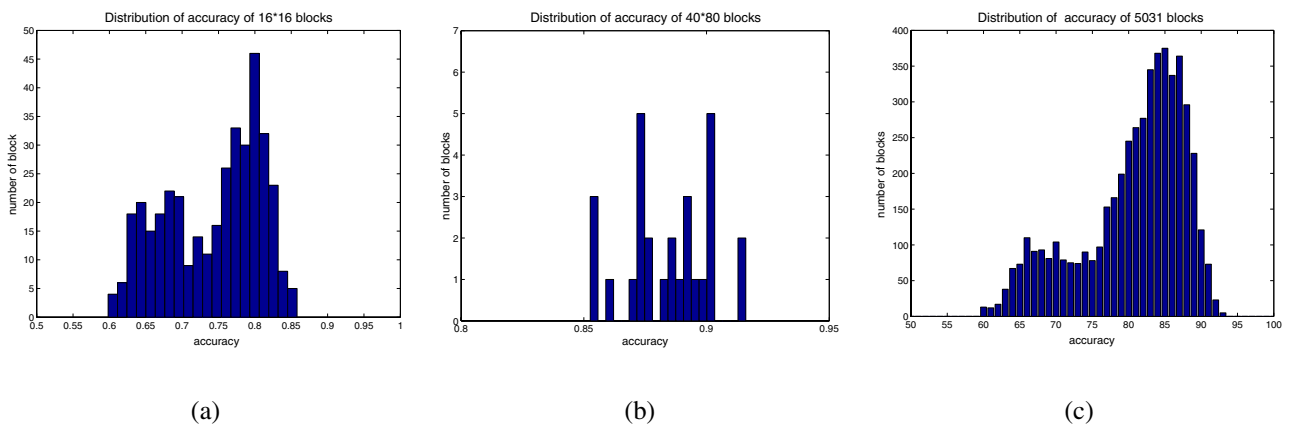 Distribution of accuracy of 16*16 blocks
50
45
40
35
30
25
20
15
10
5
0
number of block
0.5 0.55 0.6 0.65 0.7 0.75 0.8 0.85 0.9 0.95 1
accuracy
(a)
Distribution of accuracy of 40*80 blocks
7
6
5
4
3
2
1
0
number of blocks
0.8 0.85 0.9 0.95
accuracy
(b)
Distribution of accuracy of 5031 blocks
400
350
300
250
200
150
100
50
0
number of blocks
50 55 60 65 70 75 80 85 90 95 100
accuracy
(c)